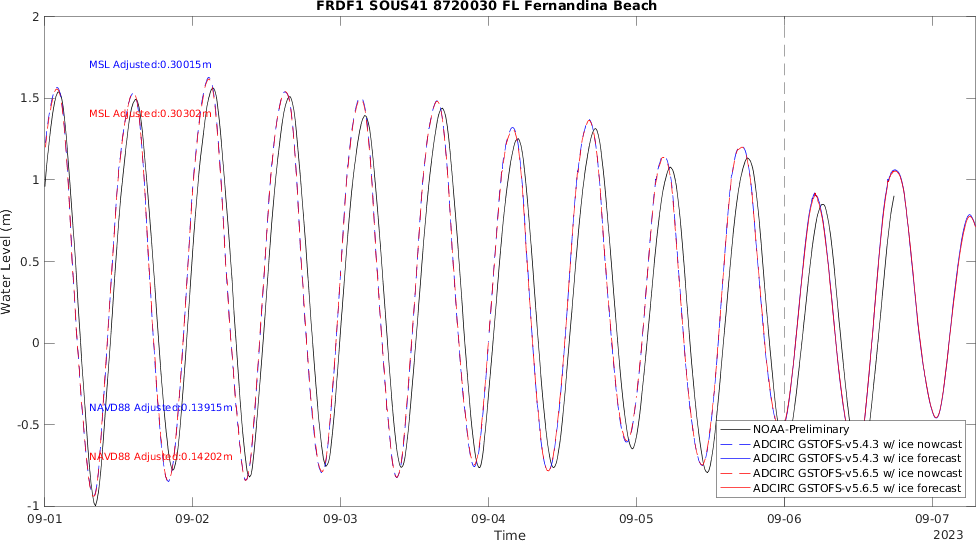 FRDF1 SOUS41 8720030 FL Fernandina Beach
2
MSL Adjusted:0.30015m
1.5
MSL Adjusted:0.30302m
1
0.5
0
NAVD88 Adjusted:0.13915m
-0.5
NAVD88 Adjusted:0.14202m
-1
Water Level (m)
NOAA-Preliminary
ADCIRC GSTOFS-v5.4.3 w/ ice nowcast
ADCIRC GSTOFS-v5.4.3 w/ ice forecast
ADCIRC GSTOFS-v5.6.5 w/ ice nowcast
ADCIRC GSTOFS-v5.6.5 w/ ice forecast
09-01 09-02 09-03 09-04 09-05 09-06 09-07
Time
2023